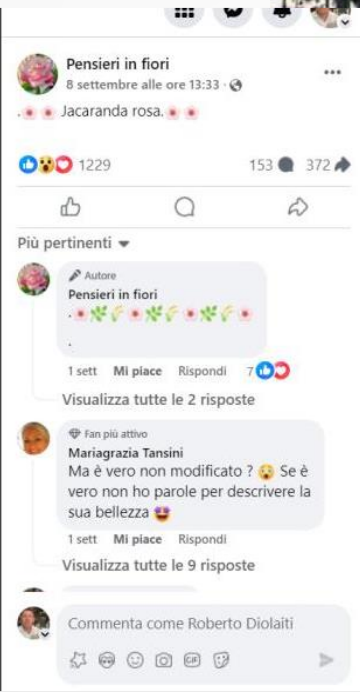 Pensieri in fiori
8 settembre alle ore 13:33 ·
.🌸🌸 Jacaranda rosa.🌸🌸
1229
153
372
Più pertinenti
Autore
Pensieri in fiori
.🌸🌿🌾🌸🌿🌾🌸🌿🌾🌸
.
1 sett Mi piace Rispondi 7
Visualizza tutte le 2 risposte
Fan più attivo
Mariagrazia Tansini
Ma è vero non modificato ? 😧 Se è
vero non ho parole per descrivere la
sua bellezza 🤩
1 sett Mi piace Rispondi
Visualizza tutte le 9 risposte
Commenta come Roberto Diolaiti
GIF